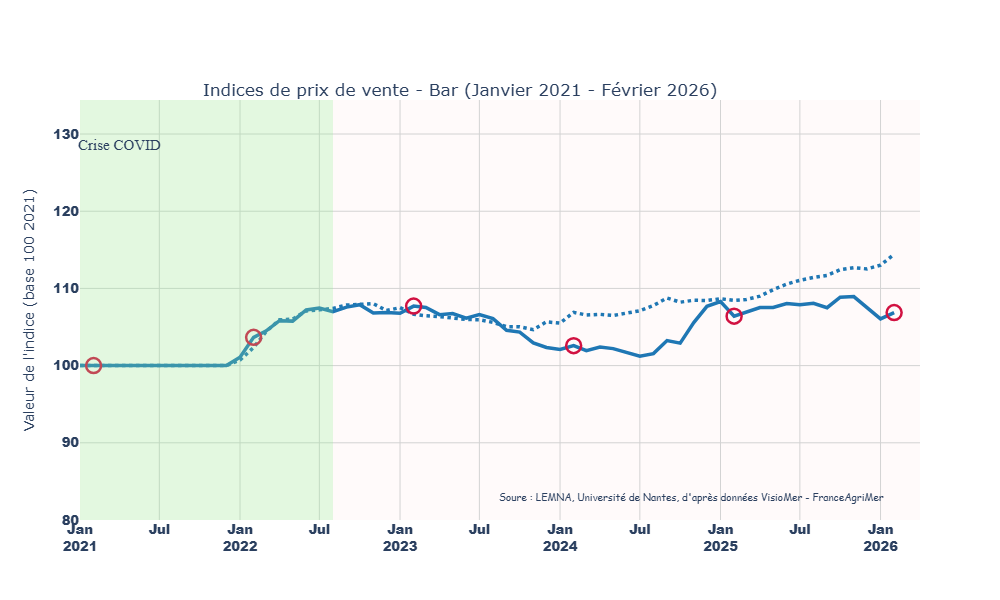 Indices de prix de vente - Bar (Janvier 2021 - Février 2026)
130
Crise COVID
120
110
100
90
80
Valeur de l'indice (base 100 2021)
Soure : LEMNA, Université de Nantes, d'après données VisioMer - FranceAgriMer
Jan Jul Jan Jul Jan Jul Jan Jul Jan Jul Jan
2021 2022 2023 2024 2025 2026